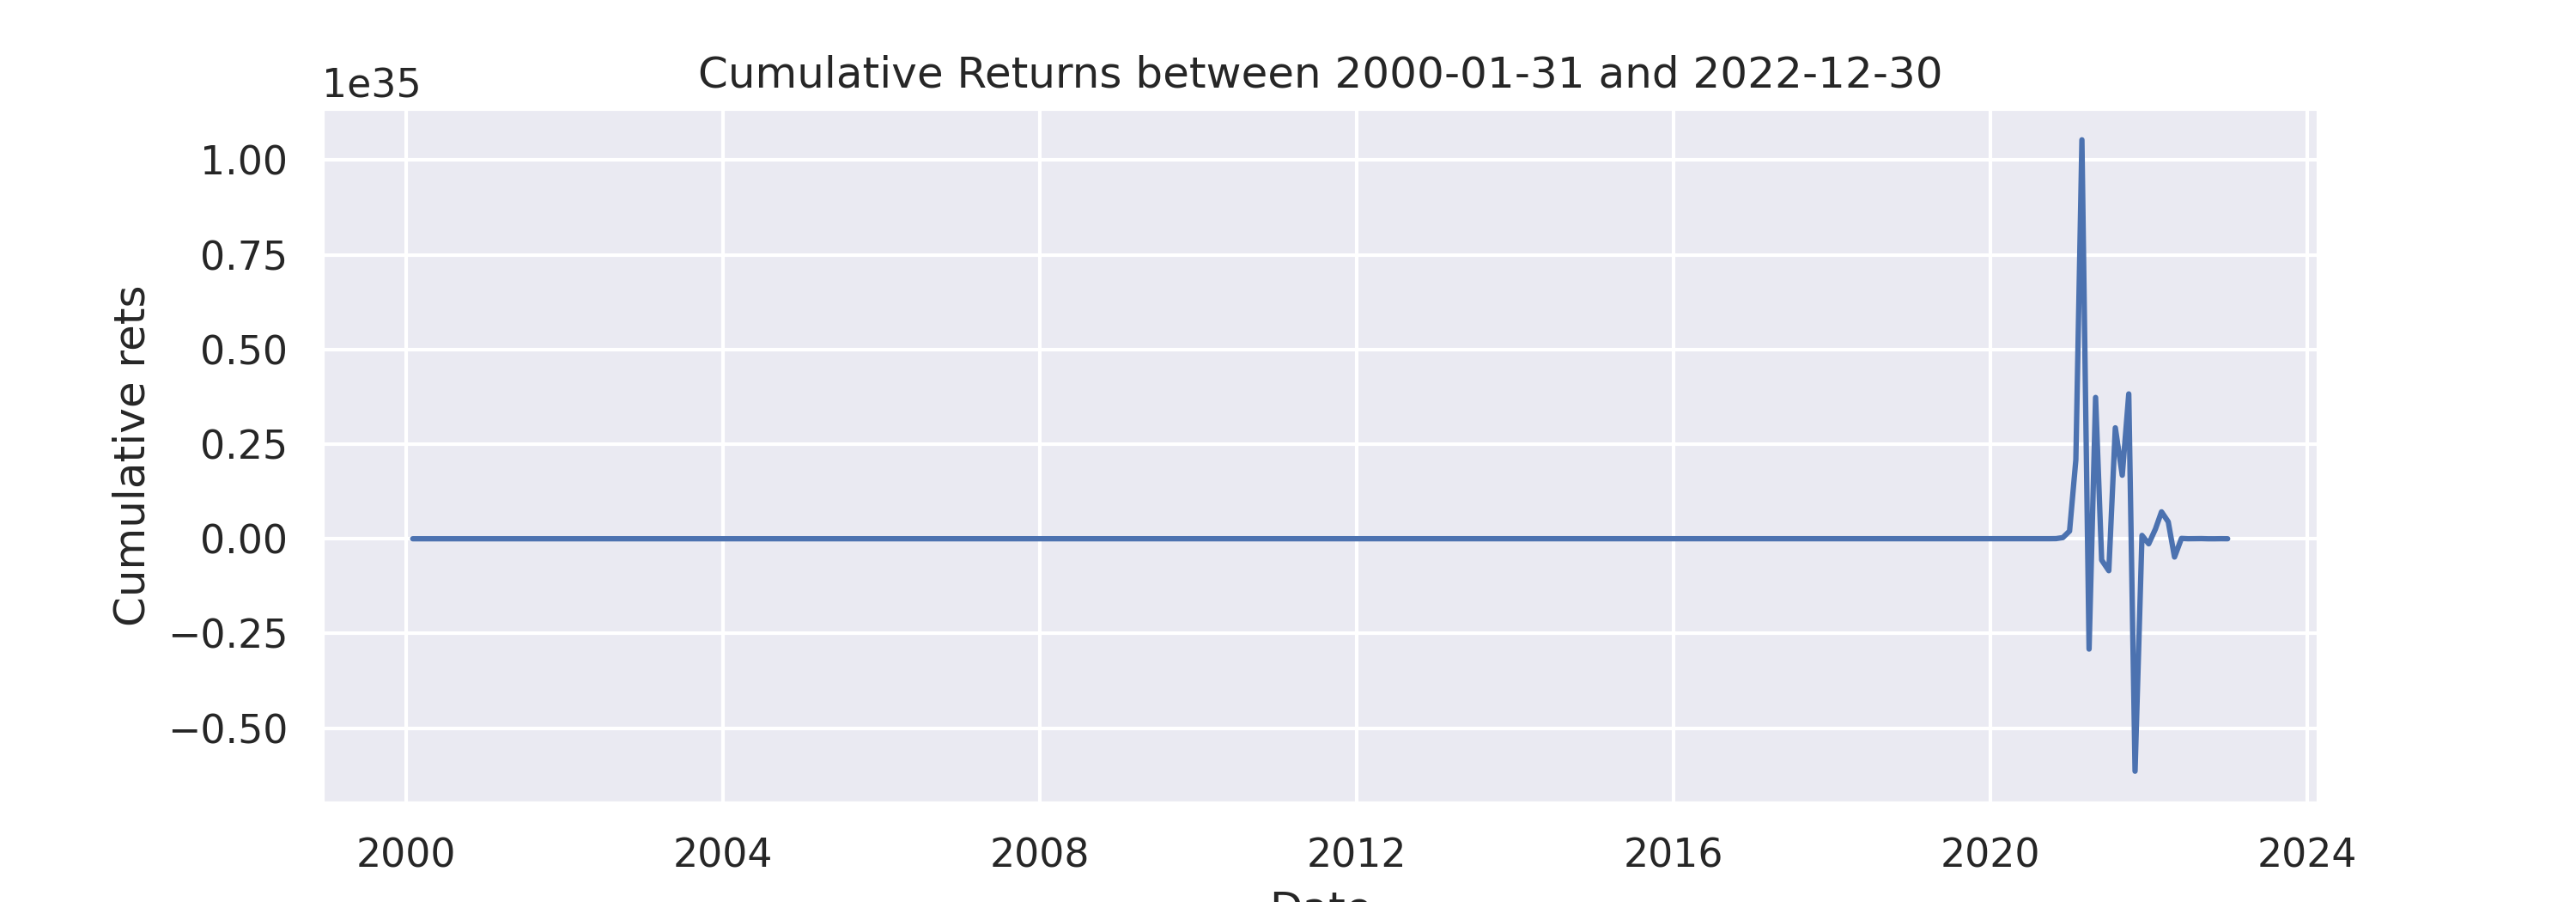 Cumulative Returns between 2000-01-31 and 2022-12-30
1e35
1.00
0.75
0.50
0.25
0.00
−0.25
−0.50
Cumulative rets
2000 2004 2008 2012 2016 2020 2024
Date